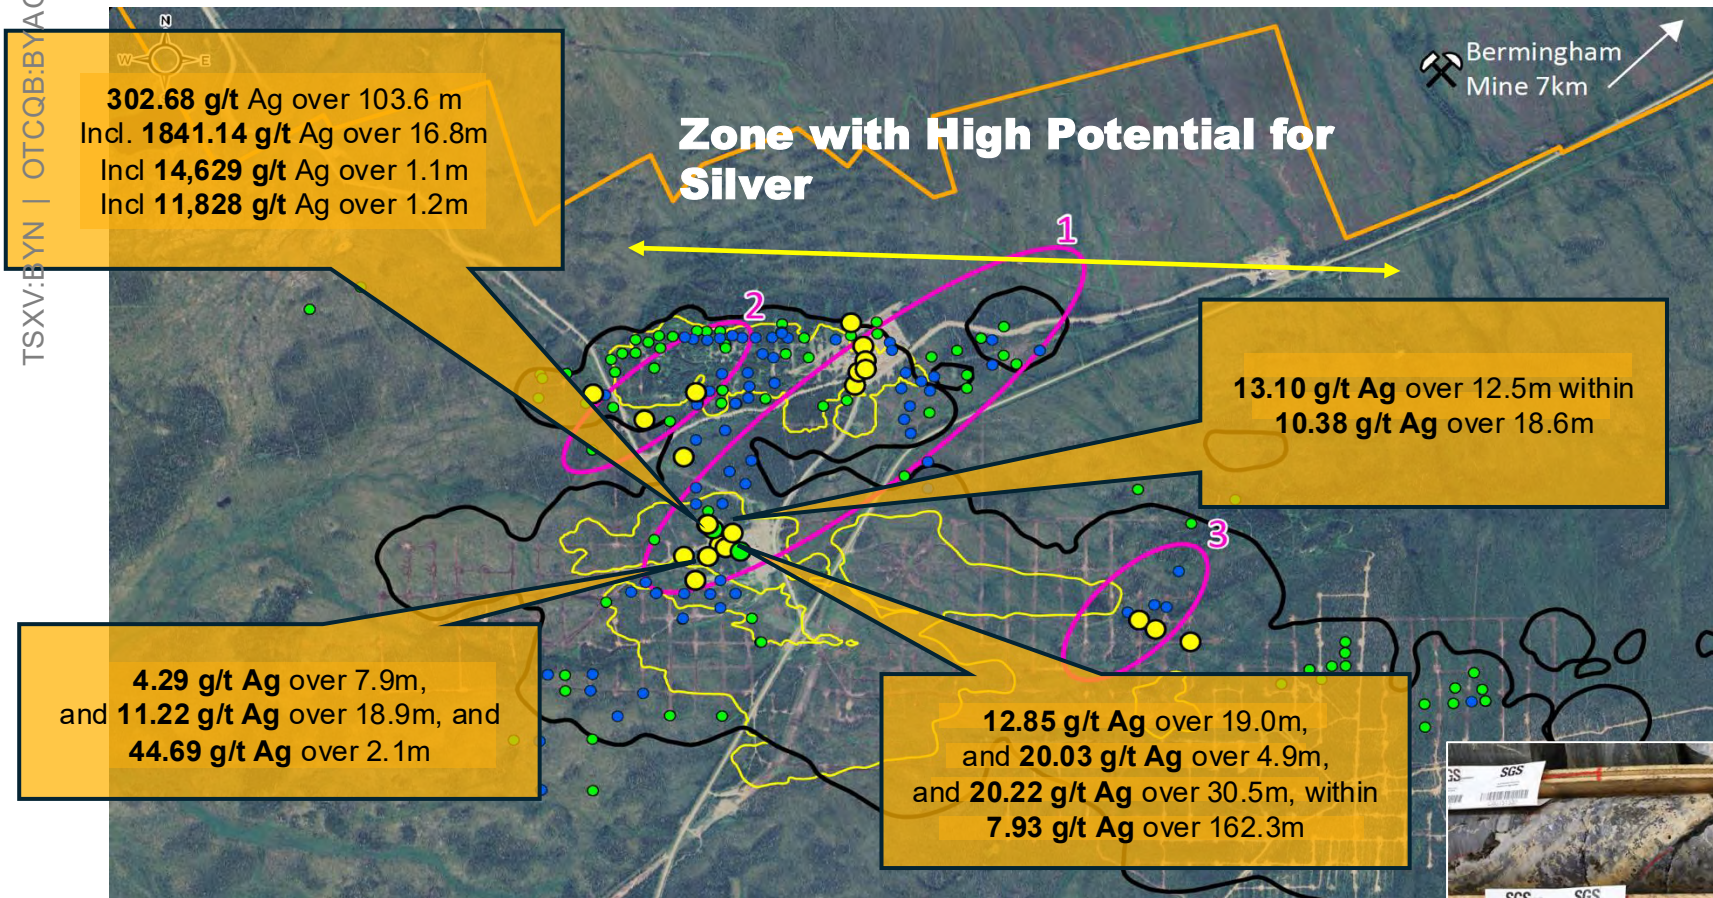 TSXV:BYN | OTCQB:BYAG
N
W E
302.68 g/t Ag over 103.6 m
Incl. 1841.14 g/t Ag over 16.8m
Incl 14,629 g/t Ag over 1.1m
Incl 11,828 g/t Ag over 1.2m
Zone with High Potential for
Silver
Bermingham
Mine 7km
1
2
13.10 g/t Ag over 12.5m within
10.38 g/t Ag over 18.6m
3
4.29 g/t Ag over 7.9m,
and 11.22 g/t Ag over 18.9m, and
44.69 g/t Ag over 2.1m
12.85 g/t Ag over 19.0m,
and 20.03 g/t Ag over 4.9m,
and 20.22 g/t Ag over 30.5m, within
7.93 g/t Ag over 162.3m
SGS
SGS SGS